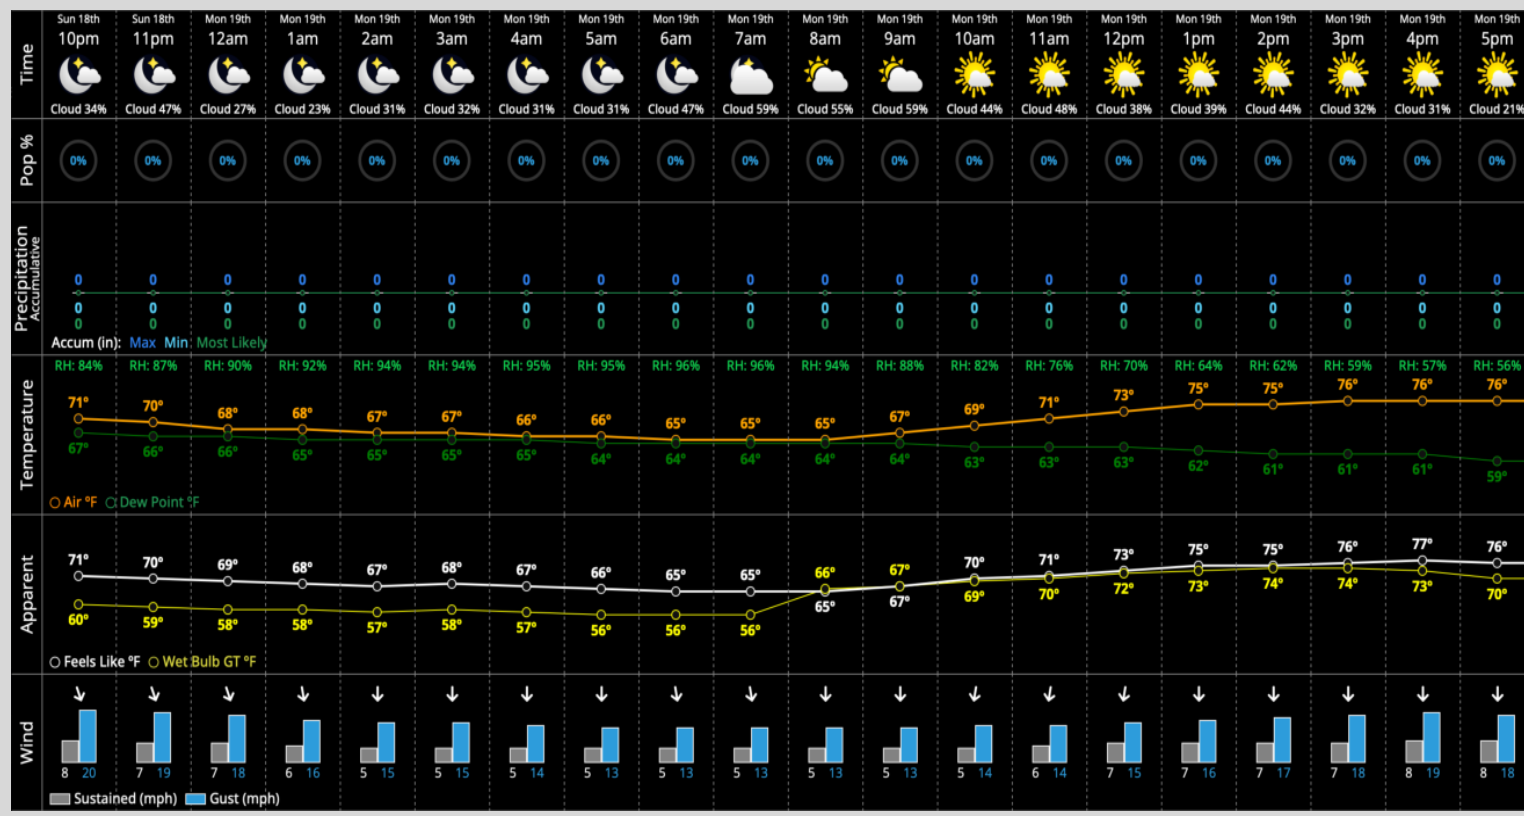 Time
Sun 18th Sun 18th Mon 19th Mon 19th Mon 19th Mon 19th Mon 19th Mon 19th Mon 19th Mon 19th Mon 19th Mon 19th Mon 19th Mon 19th Mon 19th Mon 19th Mon 19th Mon 19th Mon 19th Mon 19th
10pm 11pm 12am 1am 2am 3am 4am 5am 6am 7am 8am 9am 10am 11am 12pm 1pm 2pm 3pm 4pm 5pm
Cloud 34% Cloud 47% Cloud 27% Cloud 23% Cloud 31% Cloud 32% Cloud 31% Cloud 31% Cloud 47% Cloud 59% Cloud 55% Cloud 59% Cloud 44% Cloud 48% Cloud 38% Cloud 39% Cloud 44% Cloud 32% Cloud 31% Cloud 21%
Pop %
0% 0% 0% 0% 0% 0% 0% 0% 0% 0% 0% 0% 0% 0% 0% 0% 0% 0% 0% 0%
Precipitation
Accumulative
0 0 0 0 0 0 0 0 0 0 0 0 0 0 0 0 0 0 0 0
0 0 0 0 0 0 0 0 0 0 0 0 0 0 0 0 0 0 0 0
0 0 0 0 0 0 0 0 0 0 0 0 0 0 0 0 0 0 0 0
Accum (in): Max Min Most Likely
Temperature
RH: 84% RH: 87% RH: 90% RH: 92% RH: 94% RH: 94% RH: 95% RH: 95% RH: 96% RH: 96% RH: 94% RH: 88% RH: 82% RH: 76% RH: 70% RH: 64% RH: 62% RH: 59% RH: 57% RH: 56%
71° 70° 68° 68° 67° 67° 66° 66° 65° 65° 65° 67° 69° 71° 73° 75° 75° 76° 76° 76°
67° 66° 66° 65° 65° 65° 65° 64° 64° 64° 64° 64° 63° 63° 63° 62° 61° 61° 61° 59°
Air °F Dew Point °F
Apparent
71° 70° 69° 68° 67° 68° 67° 66° 65° 65° 66° 67° 70° 71° 73° 75° 75° 76° 77° 76°
60° 59° 58° 58° 57° 58° 57° 56° 56° 56° 65° 67° 69° 70° 72° 73° 74° 74° 73° 70°
Feels Like °F Wet Bulb GT °F
Wind
8 20 7 19 7 18 6 16 5 15 5 15 5 14 5 13 5 13 5 13 5 13 5 13 5 14 6 14 7 15 7 16 7 17 7 18 8 19 8 18
Sustained (mph) Gust (mph)